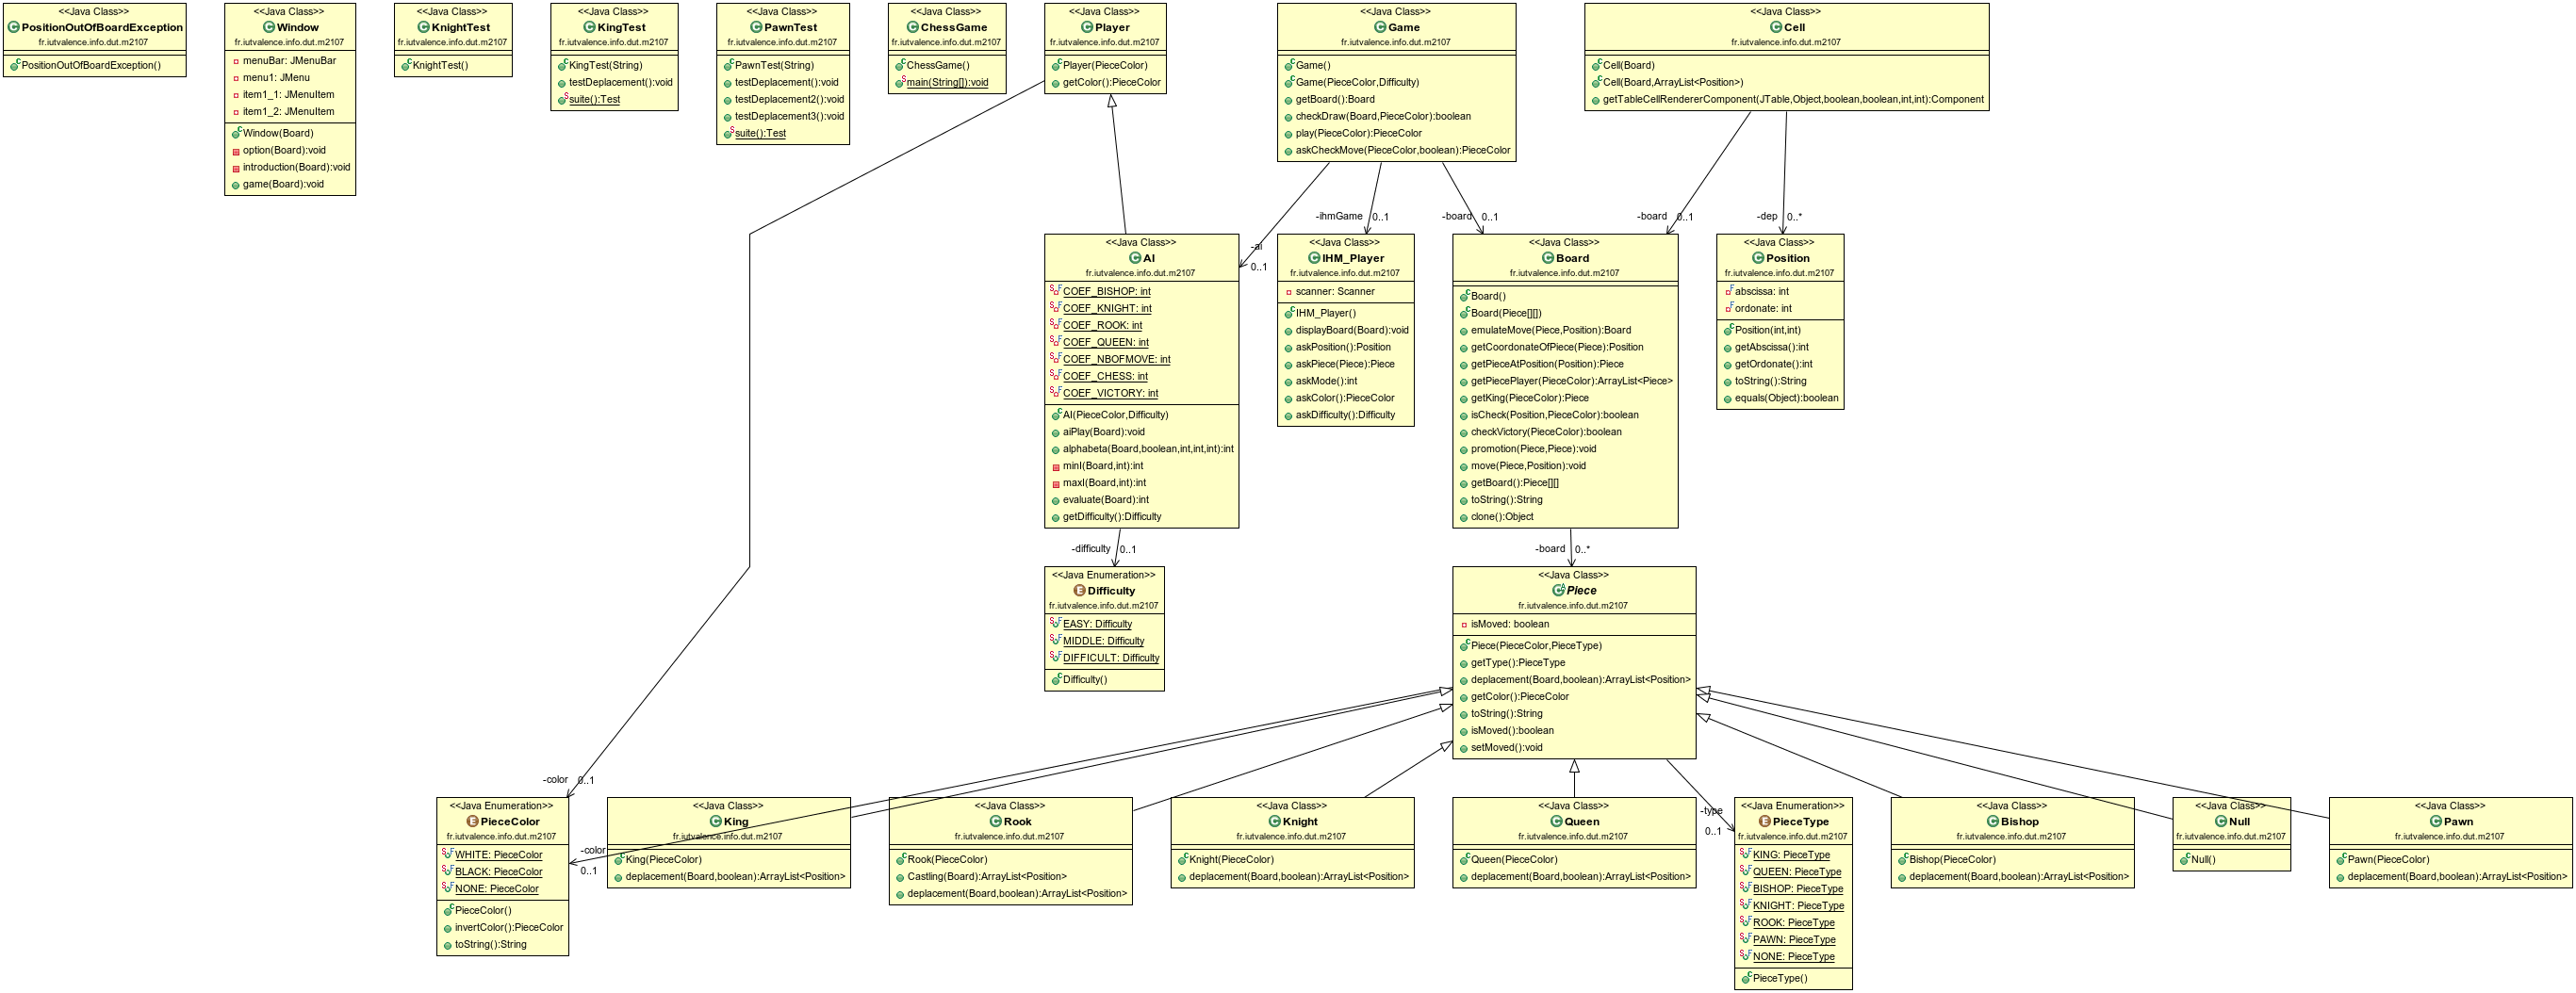 <<Java Class>>
PositionOutOfBoardException
fr.iutvalence.info.dut.m2107
PositionOutOfBoardException()
<<Java Class>>
Window
fr.iutvalence.info.dut.m2107
menuBar: JMenuBar
menu1: JMenu
item1_1: JMenuItem
item1_2: JMenuItem
Window(Board)
option(Board):void
introduction(Board):void
game(Board):void
<<Java Class>>
KnightTest
fr.iutvalence.info.dut.m2107
KnightTest()
<<Java Class>>
KingTest
fr.iutvalence.info.dut.m2107
KingTest(String)
testDeplacement():void
suite():Test
<<Java Class>>
PawnTest
fr.iutvalence.info.dut.m2107
PawnTest(String)
testDeplacement():void
testDeplacement2():void
testDeplacement3():void
suite():Test
<<Java Class>>
ChessGame
fr.iutvalence.info.dut.m2107
ChessGame()
main(String[]):void
<<Java Class>>
Player
fr.iutvalence.info.dut.m2107
Player(PieceColor)
getColor():PieceColor
<<Java Class>>
Game
fr.iutvalence.info.dut.m2107
Game()
Game(PieceColor,Difficulty)
getBoard():Board
checkDraw(Board,PieceColor):boolean
play(PieceColor):PieceColor
askCheckMove(PieceColor,boolean):PieceColor
<<Java Class>>
Cell
fr.iutvalence.info.dut.m2107
Cell(Board)
Cell(Board,ArrayList<Position>)
getTableCellRendererComponent(JTable,Object,boolean,boolean,int,int):Component
-ai
0..1
-ihmGame
0..1
-board
0..1
-board
0..1
-dep
0..*
<<Java Class>>
AI
fr.iutvalence.info.dut.m2107
COEF_BISHOP: int
COEF_KNIGHT: int
COEF_ROOK: int
COEF_QUEEN: int
COEF_NBOFMOVE: int
COEF_CHESS: int
COEF_VICTORY: int
AI(PieceColor,Difficulty)
aiPlay(Board):void
alphabeta(Board,boolean,int,int,int):int
minI(Board,int):int
maxI(Board,int):int
evaluate(Board):int
getDifficulty():Difficulty
<<Java Class>>
IHM_Player
fr.iutvalence.info.dut.m2107
scanner: Scanner
IHM_Player()
displayBoard(Board):void
askPosition():Position
askPiece(Piece):Piece
askMode():int
askColor():PieceColor
askDifficulty():Difficulty
<<Java Class>>
Board
fr.iutvalence.info.dut.m2107
Board()
Board(Piece[][])
emulateMove(Piece,Position):Board
getCoordonateOfPiece(Piece):Position
getPieceAtPosition(Position):Piece
getPiecePlayer(PieceColor):ArrayList<Piece>
getKing(PieceColor):Piece
isCheck(Position,PieceColor):boolean
checkVictory(PieceColor):boolean
promotion(Piece,Piece):void
move(Piece,Position):void
getBoard():Piece[][]
toString():String
clone():Object
<<Java Class>>
Position
fr.iutvalence.info.dut.m2107
abscissa: int
ordonate: int
Position(int,int)
getAbscissa():int
getOrdonate():int
toString():String
equals(Object):boolean
-difficulty
0..1
-board
0..*
<<Java Enumeration>>
Difficulty
fr.iutvalence.info.dut.m2107
EASY: Difficulty
MIDDLE: Difficulty
DIFFICULT: Difficulty
Difficulty()
<<Java Class>>
Piece
fr.iutvalence.info.dut.m2107
isMoved: boolean
Piece(PieceColor,PieceType)
getType():PieceType
deplacement(Board,boolean):ArrayList<Position>
getColor():PieceColor
toString():String
isMoved():boolean
setMoved():void
-color
0..1
-color
0..1
-type
0..1
<<Java Enumeration>>
PieceColor
fr.iutvalence.info.dut.m2107
WHITE: PieceColor
BLACK: PieceColor
NONE: PieceColor
PieceColor()
invertColor():PieceColor
toString():String
<<Java Class>>
King
fr.iutvalence.info.dut.m2107
King(PieceColor)
deplacement(Board,boolean):ArrayList<Position>
<<Java Class>>
Rook
fr.iutvalence.info.dut.m2107
Rook(PieceColor)
Castling(Board):ArrayList<Position>
deplacement(Board,boolean):ArrayList<Position>
<<Java Class>>
Knight
fr.iutvalence.info.dut.m2107
Knight(PieceColor)
deplacement(Board,boolean):ArrayList<Position>
<<Java Class>>
Queen
fr.iutvalence.info.dut.m2107
Queen(PieceColor)
deplacement(Board,boolean):ArrayList<Position>
<<Java Enumeration>>
PieceType
fr.iutvalence.info.dut.m2107
KING: PieceType
QUEEN: PieceType
BISHOP: PieceType
KNIGHT: PieceType
ROOK: PieceType
PAWN: PieceType
NONE: PieceType
PieceType()
<<Java Class>>
Bishop
fr.iutvalence.info.dut.m2107
Bishop(PieceColor)
deplacement(Board,boolean):ArrayList<Position>
<<Java Class>>
Null
fr.iutvalence.info.dut.m2107
Null()
<<Java Class>>
Pawn
fr.iutvalence.info.dut.m2107
Pawn(PieceColor)
deplacement(Board,boolean):ArrayList<Position>